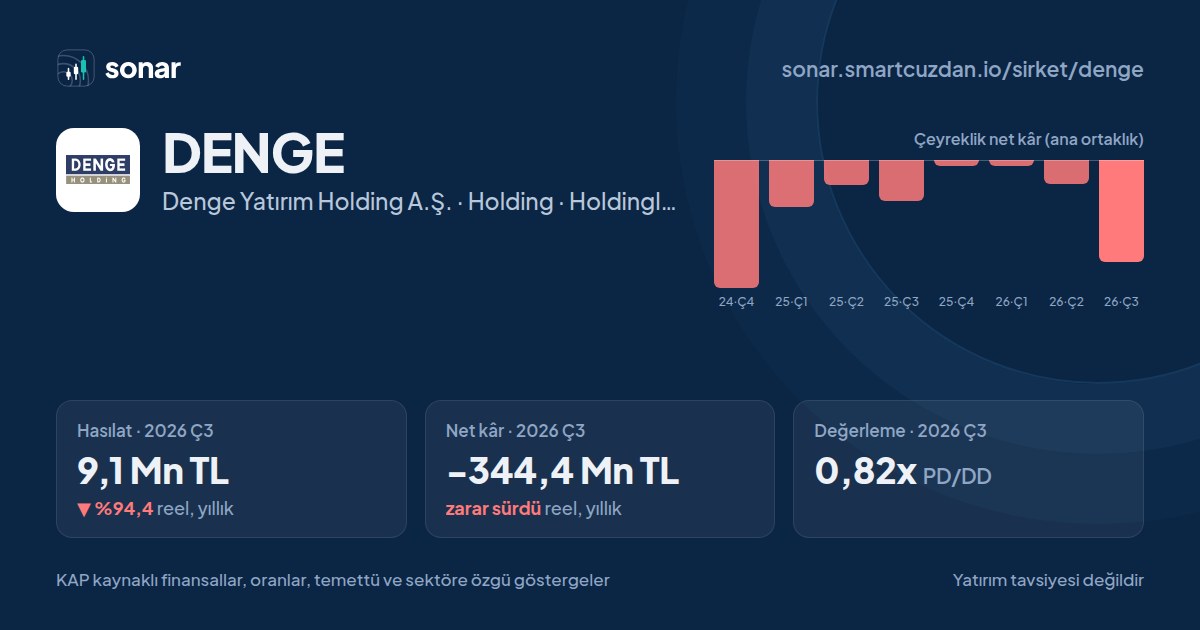 sonar
sonar.smartcuzdan.io/sirket/denge
DENGE
HOLDING
DENGE
Denge Yatırım Holding A.Ş. · Holding · Holdingl...
Çeyreklik net kâr (ana ortaklık)
24·Ç4 25·Ç1 25·Ç2 25·Ç3 25·Ç4 26·Ç1 26·Ç2 26·Ç3
Hasılat · 2026 Ç3
9,1 Mn TL
▼ %94,4 reel, yıllık
Net kâr · 2026 Ç3
−344,4 Mn TL
zarar sürdü reel, yıllık
Değerleme · 2026 Ç3
0,82x PD/DD
KAP kaynaklı finansallar, oranlar, temettü ve sektöre özgü göstergeler
Yatırım tavsiyesi değildir